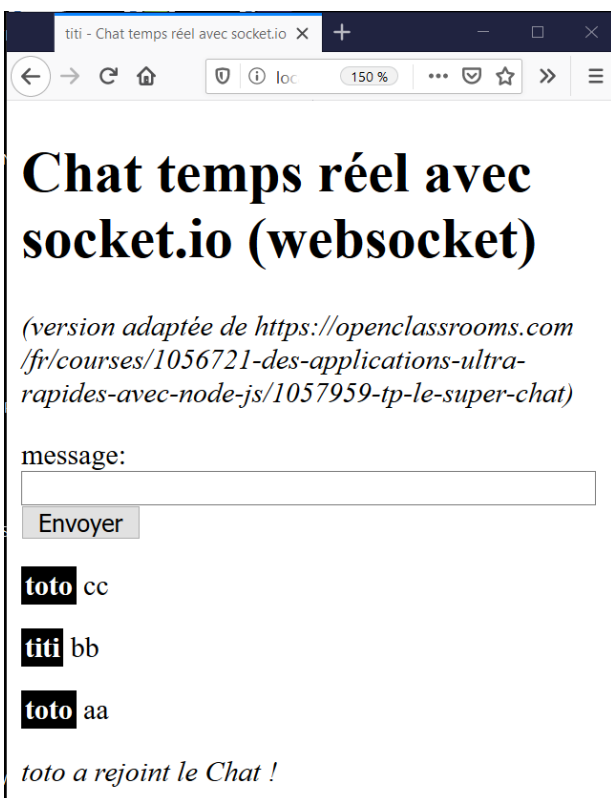 titi - Chat temps réel avec socket.io
loc
150 %
Chat temps réel avec
socket.io (websocket)
(version adaptée de https://openclassrooms.com
/fr/courses/1056721-des-applications-ultra-
rapides-avec-node-js/1057959-tp-le-super-chat)
message:
Envoyer
toto cc
titi bb
toto aa
toto a rejoint le Chat !